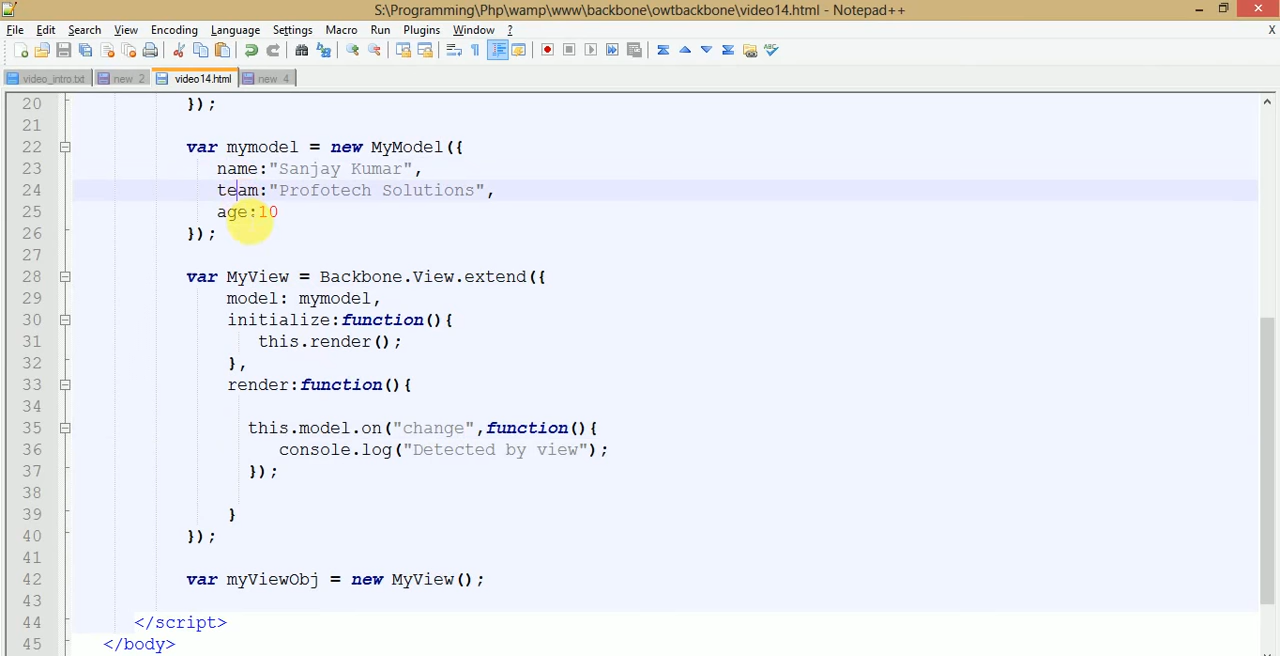 S:\Programming\Php\wamp\www\backbone\owtbackbone\video14.html - Notepad++
File Edit Search View Encoding Language Settings Macro Run Plugins Window ? X
video_intro.txt new 2 video14.html new 4
20 });
21
22 var mymodel = new MyModel({
23 name:"Sanjay Kumar",
24 team:"Profotech Solutions",
25 age:10
26 });
27
28 var MyView = Backbone.View.extend({
29 model: mymodel,
30 initialize:function(){
31 this.render();
32 },
33 render:function(){
34
35 this.model.on("change",function(){
36 console.log("Detected by view");
37 });
38
39 }
40 });
41
42 var myViewObj = new MyView();
43
44 </script>
45 </body>